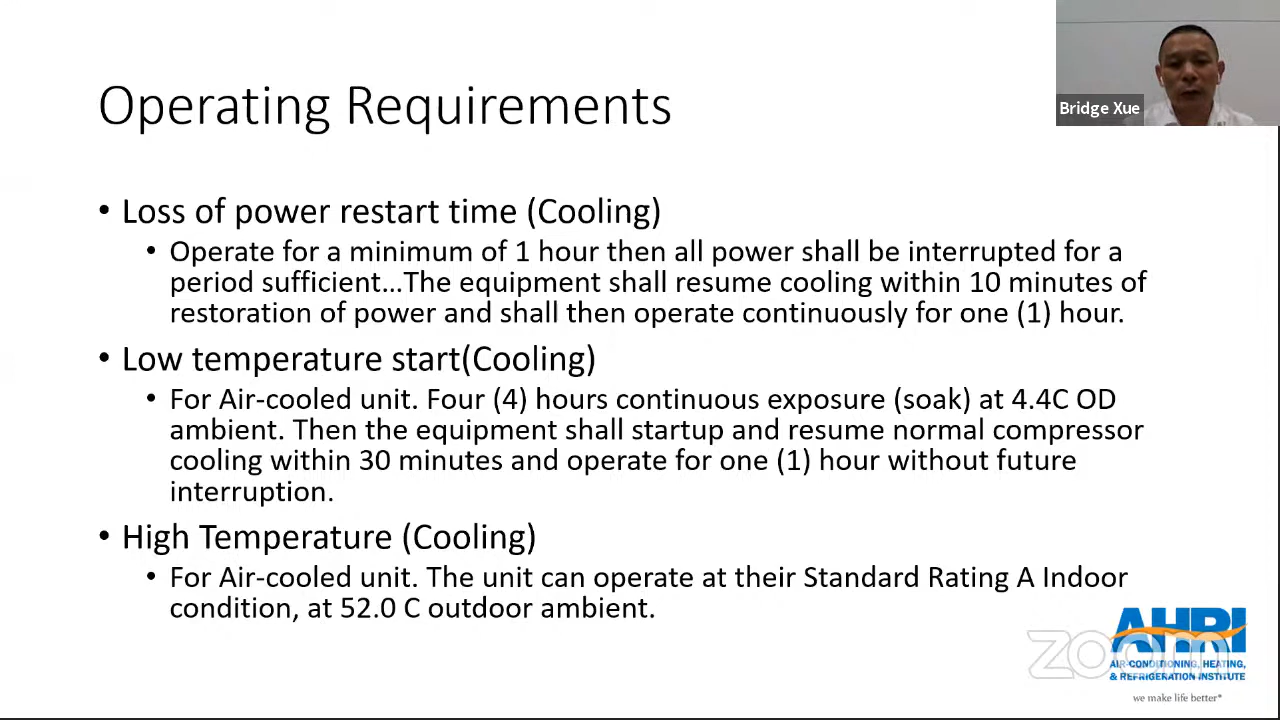 Operating Requirements
Bridge Xue
• Loss of power restart time (Cooling)
• Operate for a minimum of 1 hour then all power shall be interrupted for a
period sufficient...The equipment shall resume cooling within 10 minutes of
restoration of power and shall then operate continuously for one (1) hour.
• Low temperature start(Cooling)
• For Air-cooled unit. Four (4) hours continuous exposure (soak) at 4.4C OD
ambient. Then the equipment shall startup and resume normal compressor
cooling within 30 minutes and operate for one (1) hour without future
interruption.
• High Temperature (Cooling)
• For Air-cooled unit. The unit can operate at their Standard Rating A Indoor
condition, at 52.0 C outdoor ambient.
AHRI
zoom
AIR-CONDITIONING, HEATING,
& REFRIGERATION INSTITUTE
we make life better*